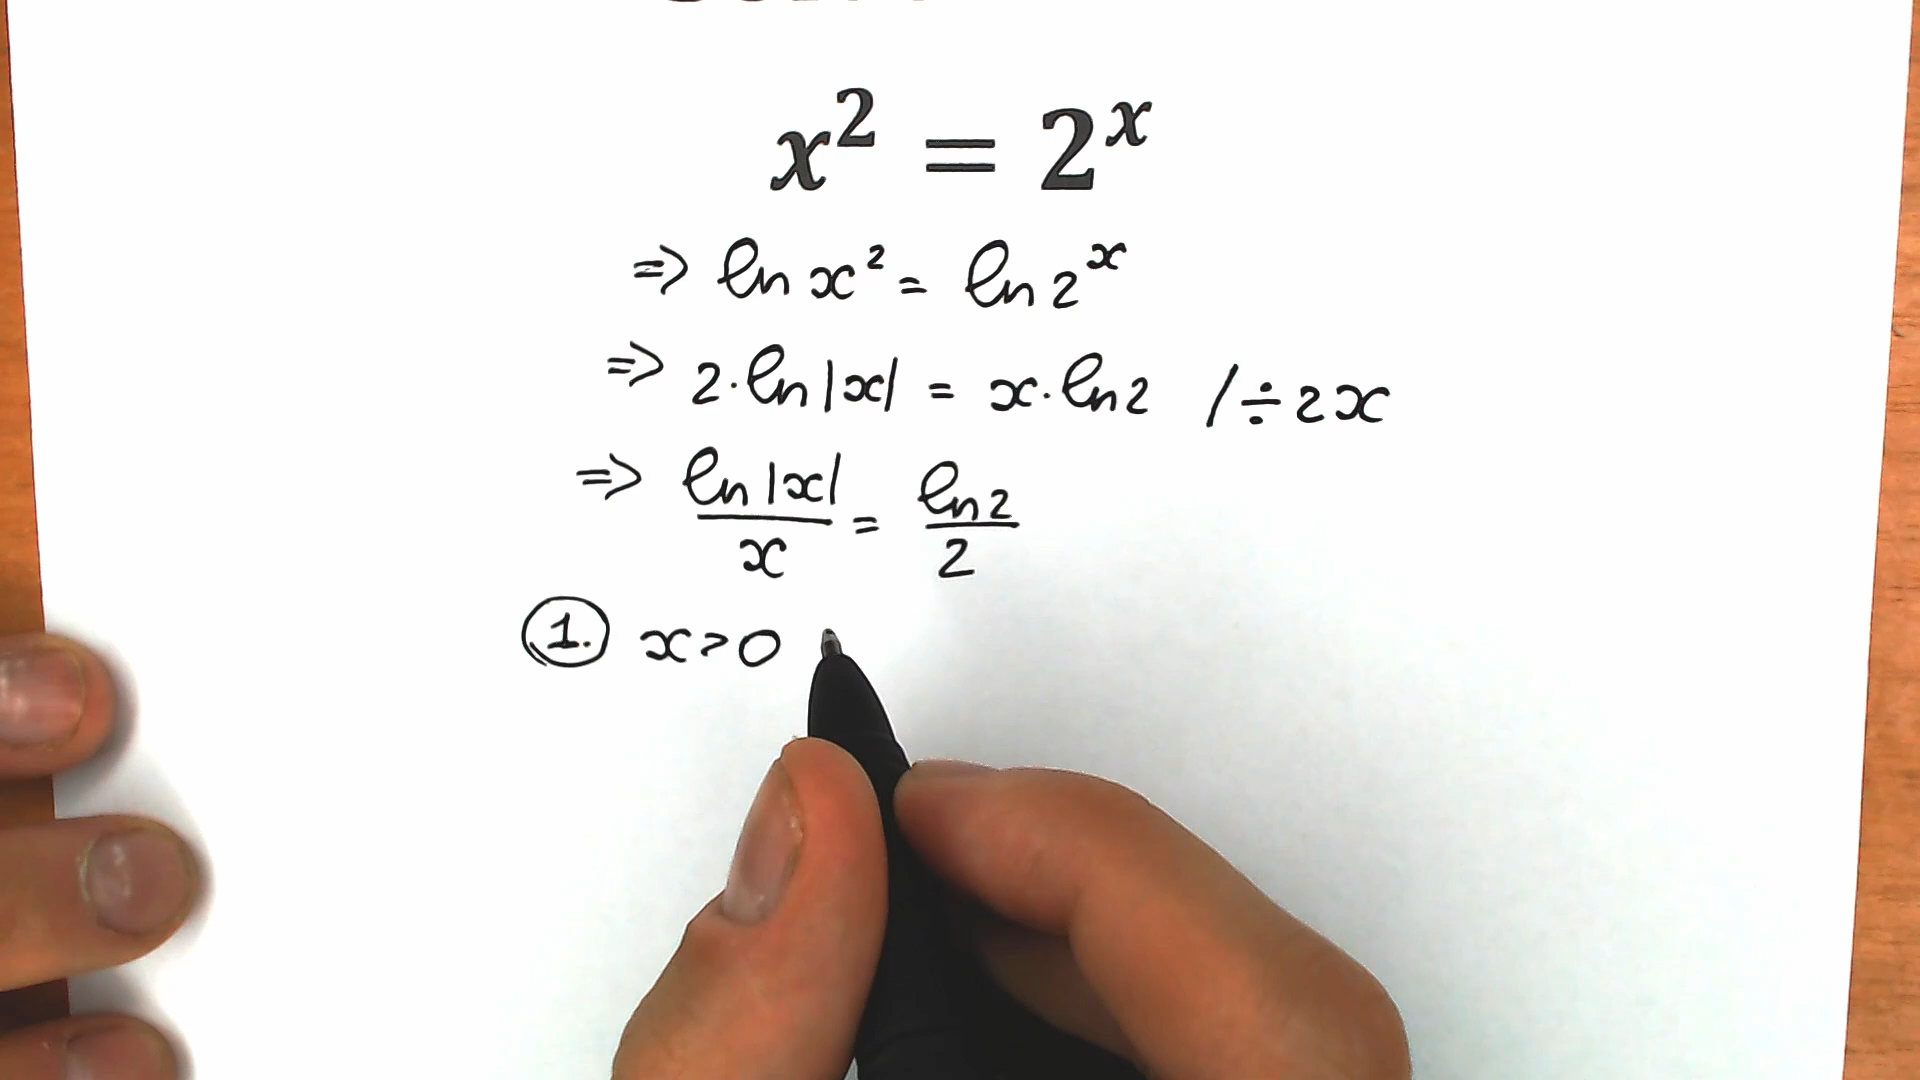 x² = 2ˣ
=> ln x² = ln 2ˣ
=> 2·ln|x| = x·ln2 /÷2x
=> ln|x|/x = ln2/2
1. x>0